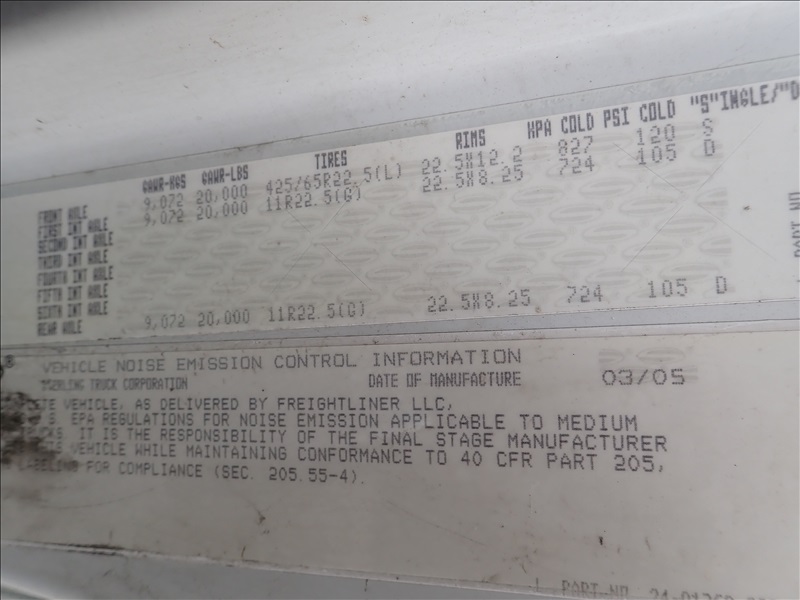 GAWR-KGS GAWR-LBS TIRES RIMS KPA COLD PSI COLD "S"INGLE/"D
FRONT AXLE 9,072 20,000 425/65R22.5(L) 22.5X12.2 827 120 S
FIRST INT AXLE 9,072 20,000 11R22.5(G) 22.5X8.25 724 105 D
SECOND INT AXLE
THIRD INT AXLE
FOURTH INT AXLE
FIFTH INT AXLE
SIXTH INT AXLE
REAR AXLE 9,072 20,000 11R22.5(G) 22.5X8.25 724 105 D
PART NO
VEHICLE NOISE EMISSION CONTROL INFORMATION
TRUCK CORPORATION DATE OF MANUFACTURE 03/05
VEHICLE, AS DELIVERED BY FREIGHTLINER LLC,
EPA REGULATIONS FOR NOISE EMISSION APPLICABLE TO MEDIUM
IT IS THE RESPONSIBILITY OF THE FINAL STAGE MANUFACTURER
VEHICLE WHILE MAINTAINING CONFORMANCE TO 40 CFR PART 205,
LABELING FOR COMPLIANCE (SEC. 205.55-4).
PART NO.